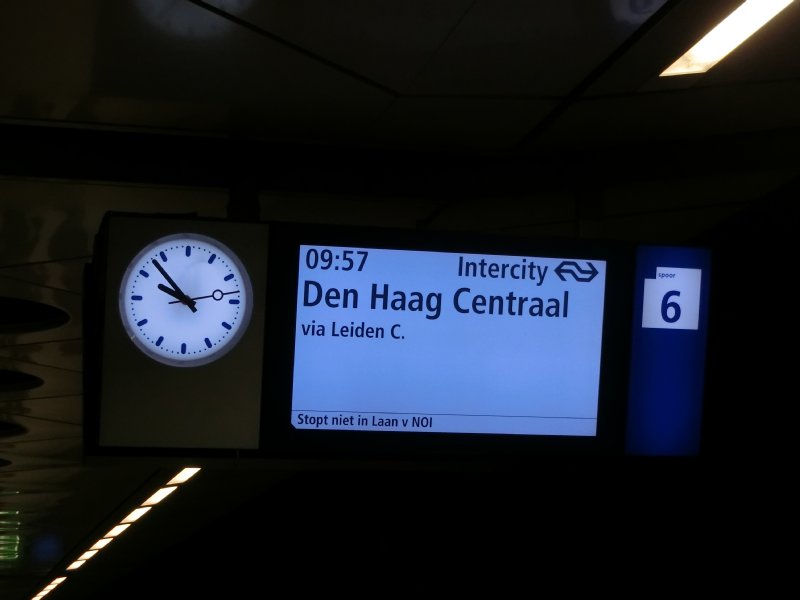 09:57 Intercity
Den Haag Centraal
via Leiden C.
Stopt niet in Laan v NOI
spoor
6